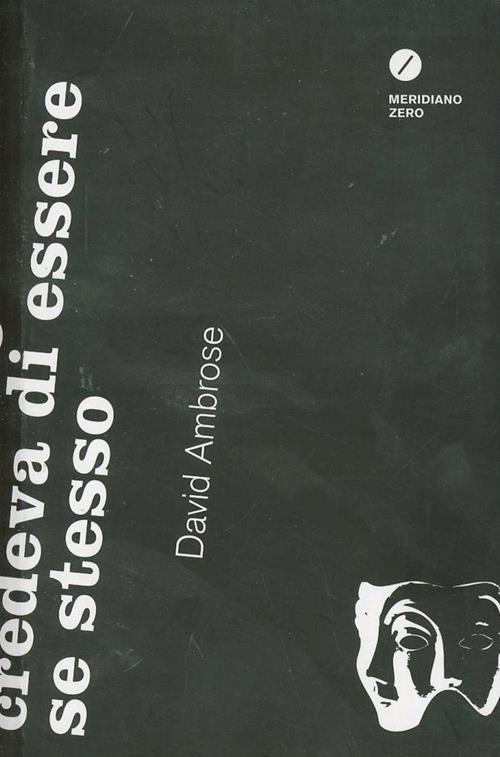 credeva di essere
se stesso
David Ambrose
MERIDIANO
ZERO